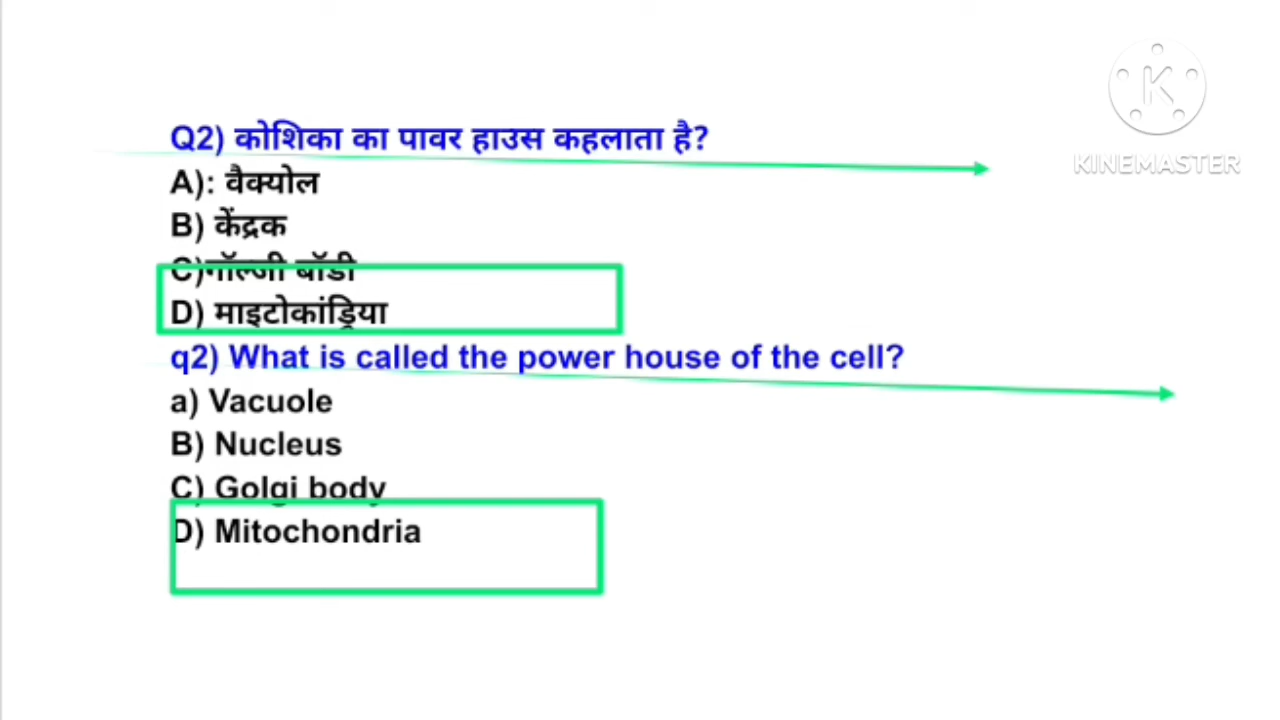 Q2) कोशिका का पावर हाउस कहलाता है?
A): वैक्योल
B) केंद्रक
C)गॉल्जी बॉडी
D) माइटोकांड्रिया
q2) What is called the power house of the cell?
a) Vacuole
B) Nucleus
C) Golgi body
D) Mitochondria
K
KINEMASTER